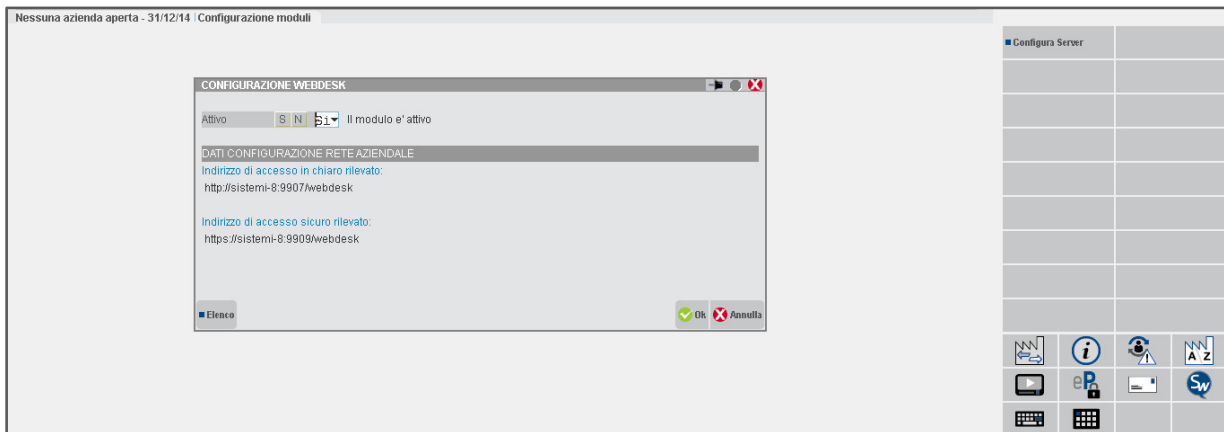 Nessuna azienda aperta - 31/12/14 Configurazione moduli
Configura Server
CONFIGURAZIONE WEBDESK
Attivo S N Si Il modulo e' attivo
DATI CONFIGURAZIONE RETE AZIENDALE
Indirizzo di accesso in chiaro rilevato:
http://sistemi-8:9907/webdesk
Indirizzo di accesso sicuro rilevato:
https://sistemi-8:9909/webdesk
Elenco Ok Annulla
i A Z
eP Sw